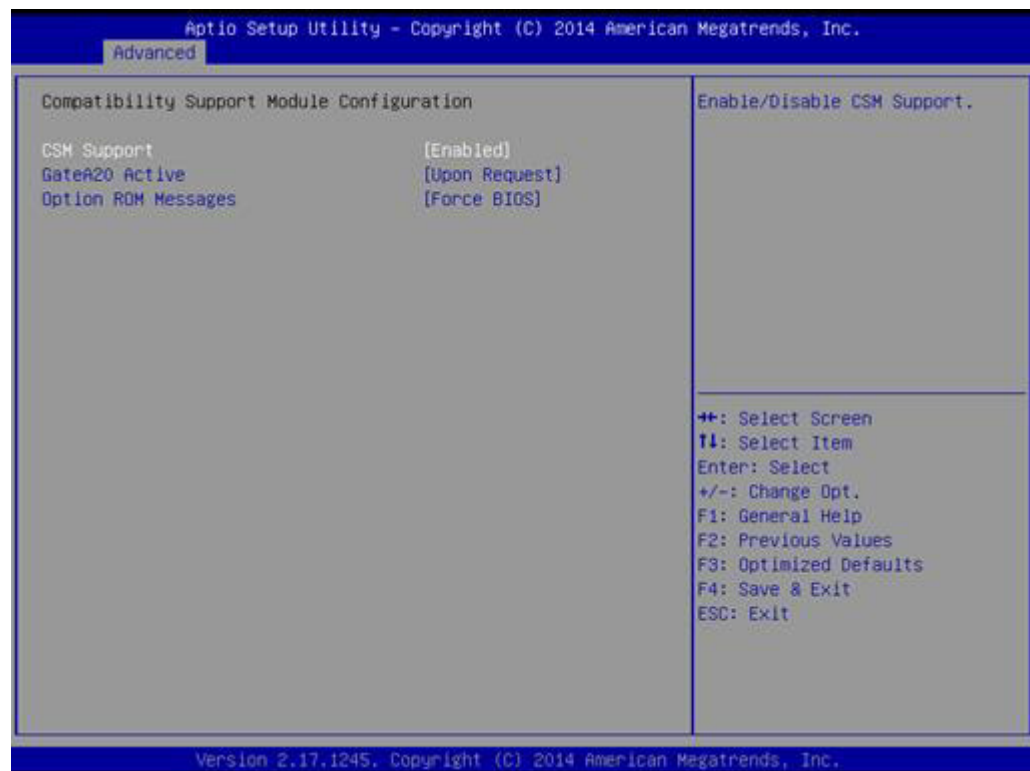 Aptio Setup Utility - Copyright (C) 2014 American Megatrends, Inc.
Advanced
Compatibility Support Module Configuration
CSM Support [Enabled]
GateA20 Active [Upon Request]
Option ROM Messages [Force BIOS]
Enable/Disable CSM Support.
→←: Select Screen
↑↓: Select Item
Enter: Select
+/-: Change Opt.
F1: General Help
F2: Previous Values
F3: Optimized Defaults
F4: Save & Exit
ESC: Exit
Version 2.17.1245. Copyright (C) 2014 American Megatrends, Inc.